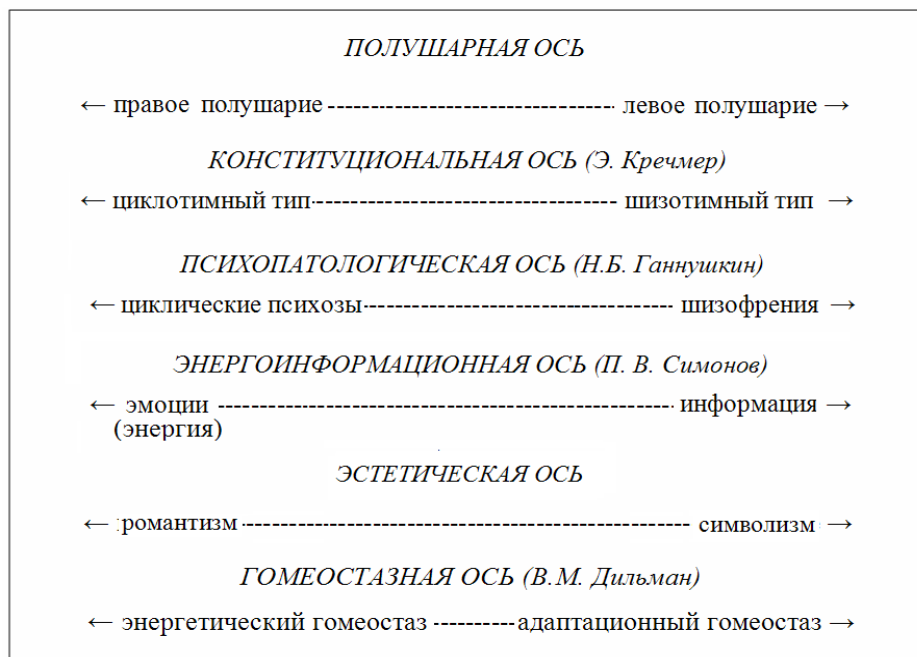 ПОЛУШАРНАЯ ОСЬ
← правое полушарие ---------------------------- левое полушарие →
КОНСТИТУЦИОНАЛЬНАЯ ОСЬ (Э. Кречмер)
← циклотимный тип ----------------------------- шизотимный тип →
ПСИХОПАТОЛОГИЧЕСКАЯ ОСЬ (Н.Б. Ганнушкин)
← циклические психозы ------------------------------ шизофрения →
ЭНЕРГОИНФОРМАЦИОННАЯ ОСЬ (П. В. Симонов)
← эмоции --------------------------------------------- информация →
(энергия)
ЭСТЕТИЧЕСКАЯ ОСЬ
← :романтизм -------------------------------------------- символизм →
ГОМЕОСТАЗНАЯ ОСЬ (В.М. Дильман)
← энергетический гомеостаз ---------- адаптационный гомеостаз →